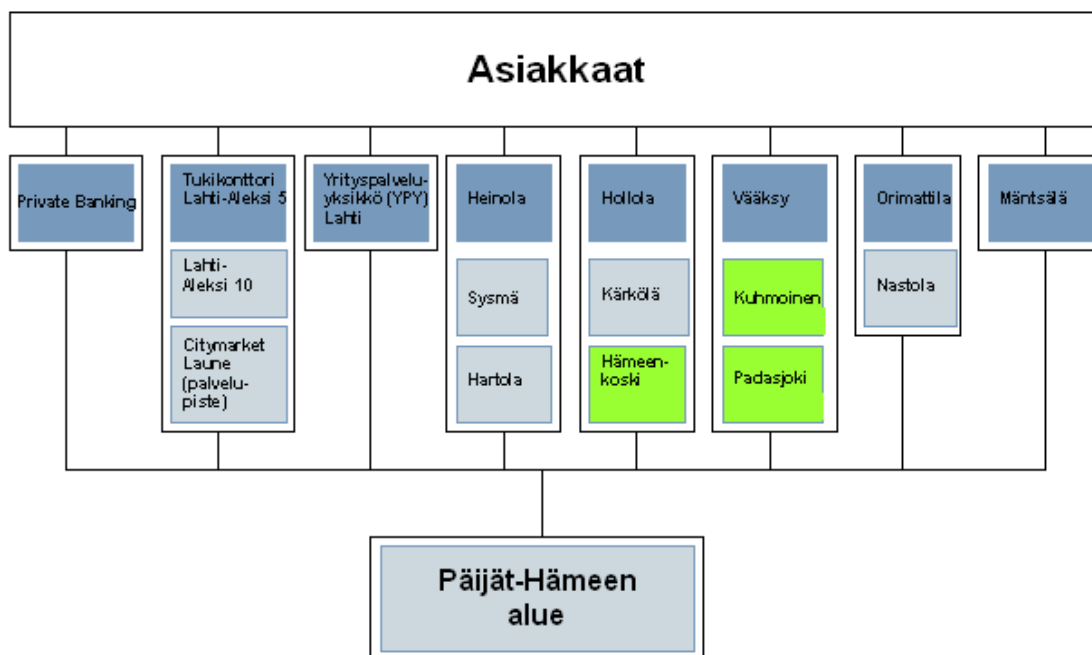 Asiakkaat
Private Banking
Tukikonttori
Lahti-Aleksi 5
Lahti-
Aleksi 10
Citymarket
Laune
(palvelu-
piste)
Yrityspalvelu-
yksikkö (YPY)
Lahti
Heinola
Sysmä
Hartola
Hollola
Kärkölä
Hämeen-
koski
Vääksy
Kuhmoinen
Padasjoki
Orimattila
Nastola
Mäntsälä
Päijät-Hämeen
alue